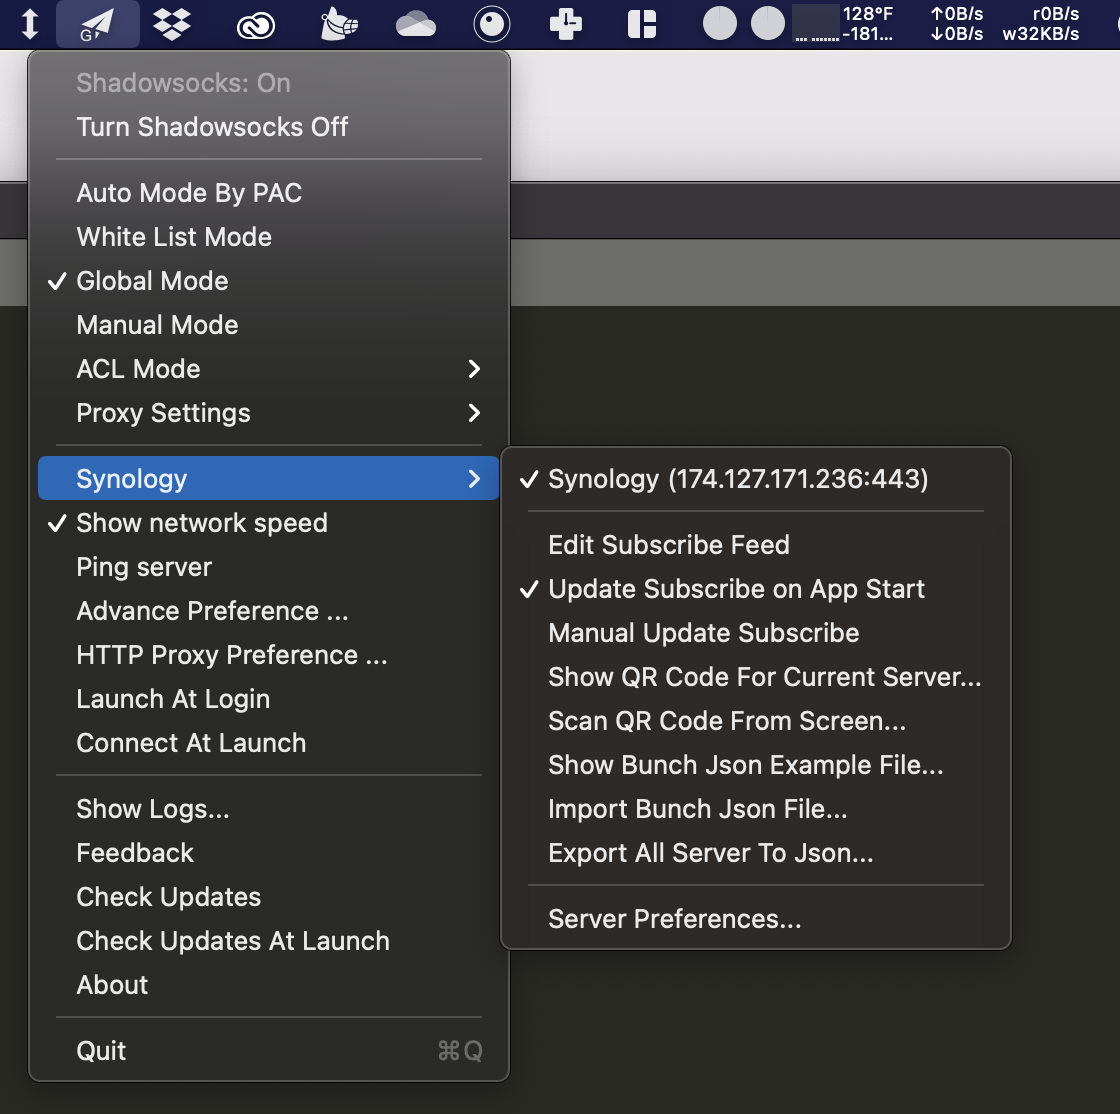 G
128°F
-181...
↑0B/s
↓0B/s
r0B/s
w32KB/s
Shadowsocks: On
Turn Shadowsocks Off
Auto Mode By PAC
White List Mode
✓ Global Mode
Manual Mode
ACL Mode >
Proxy Settings >
Synology >
✓ Show network speed
Ping server
Advance Preference ...
HTTP Proxy Preference ...
Launch At Login
Connect At Launch
Show Logs...
Feedback
Check Updates
Check Updates At Launch
About
Quit ⌘Q
✓ Synology (174.127.171.236:443)
Edit Subscribe Feed
✓ Update Subscribe on App Start
Manual Update Subscribe
Show QR Code For Current Server...
Scan QR Code From Screen...
Show Bunch Json Example File...
Import Bunch Json File...
Export All Server To Json...
Server Preferences...